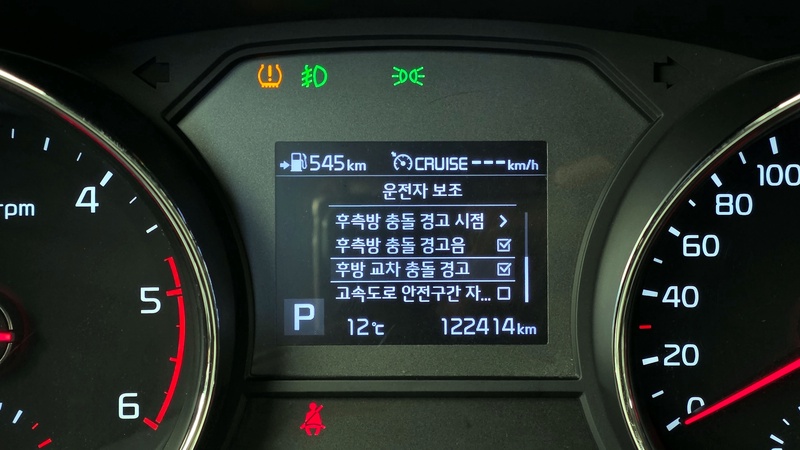 545km CRUISE ---km/h
운전자 보조
후측방 충돌 경고 시점 >
후측방 충돌 경고음
후방 교차 충돌 경고
고속도로 안전구간 자...
P 12℃ 122414km
rpm
4
5
6
100
80
60
40
20
0